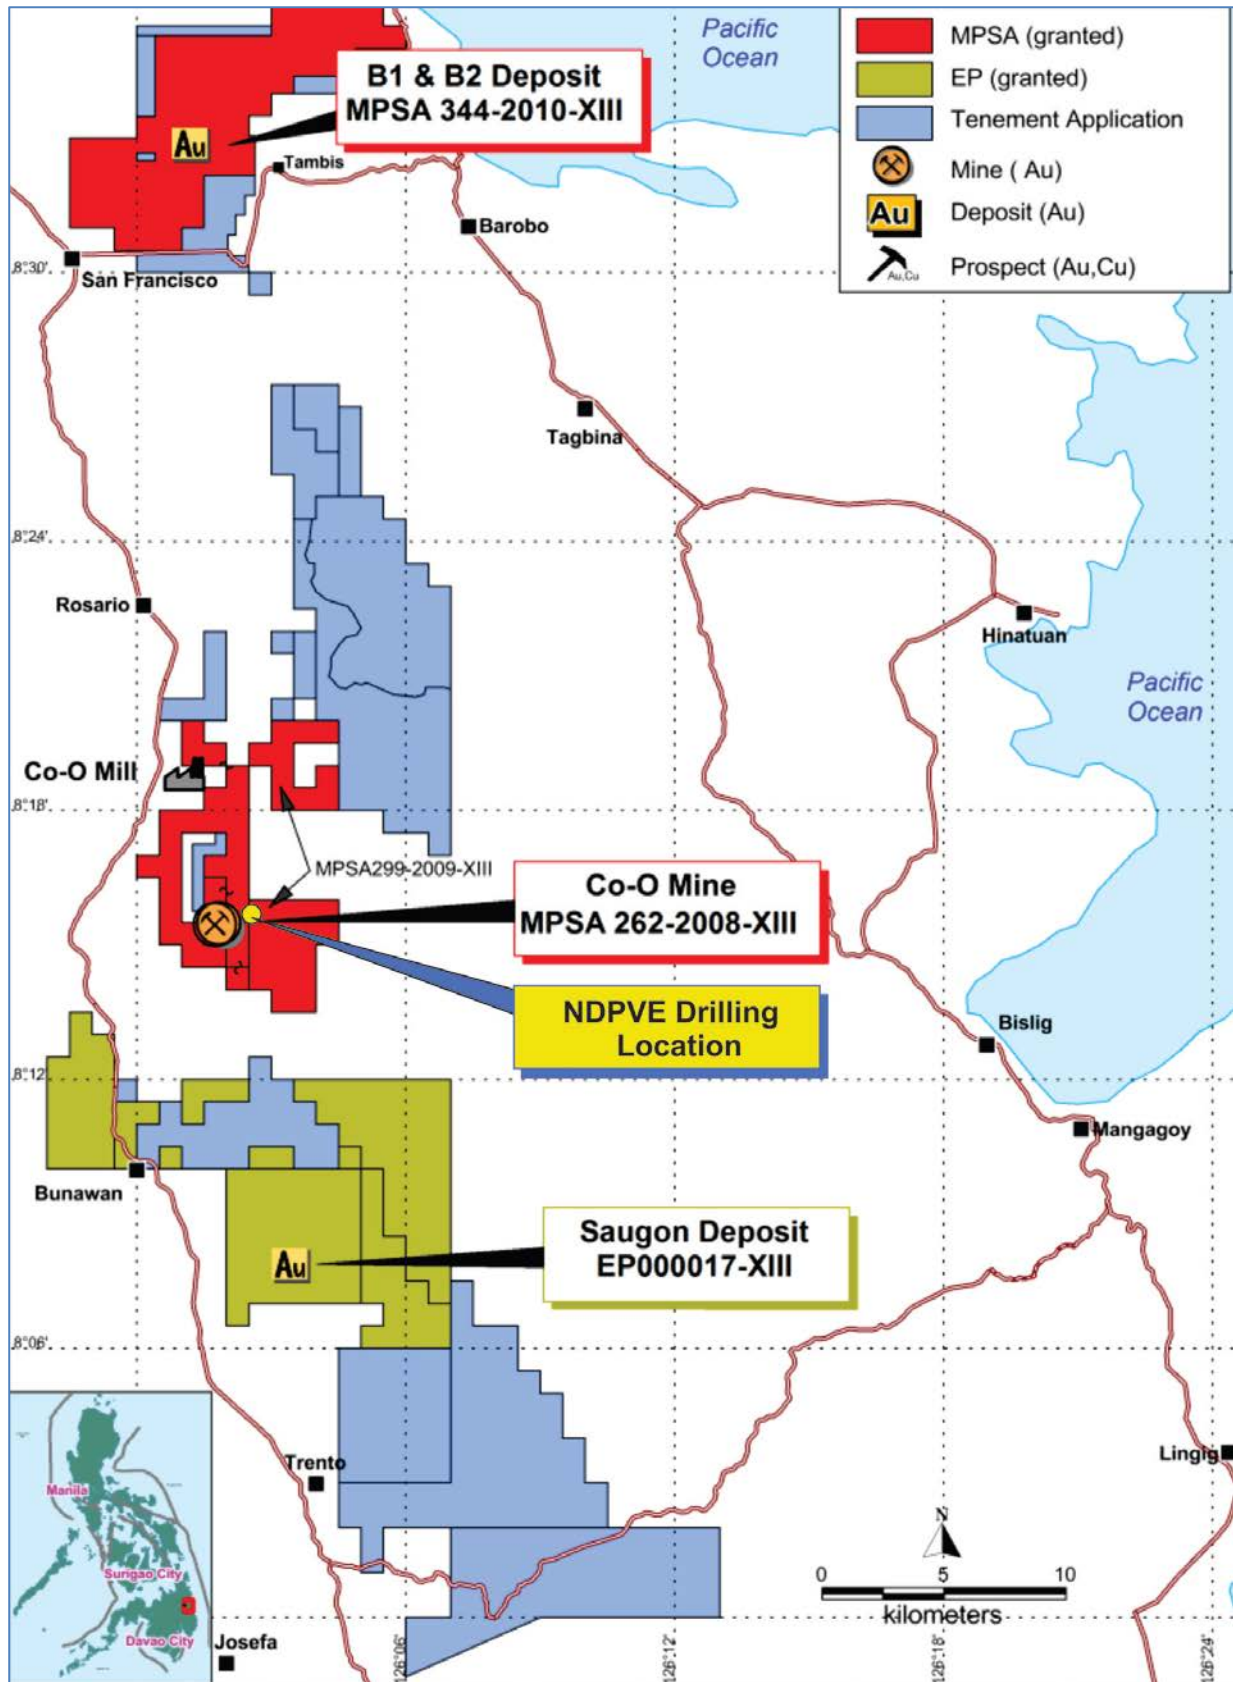 Pacific
Ocean
MPSA (granted)
EP (granted)
Tenement Application
Mine ( Au)
Au
Deposit (Au)
Au,Cu
Prospect (Au,Cu)
B1 & B2 Deposit
MPSA 344-2010-XIII
Au
Tambis
Barobo
8°30'
San Francisco
Tagbina
8°24'
Rosario
Hinatuan
Pacific
Ocean
Co-O Mill
8°18'
MPSA299-2009-XIII
Co-O Mine
MPSA 262-2008-XIII
NDPVE Drilling
Location
Bislig
8°12'
Mangagoy
Bunawan
Saugon Deposit
EP000017-XIII
Au
8°06'
Trento
Lingig
Manila
Surigao City
Davao City
Josefa
N
0 5 10
kilometers
126°06'
126°12'
126°18'
126°24'